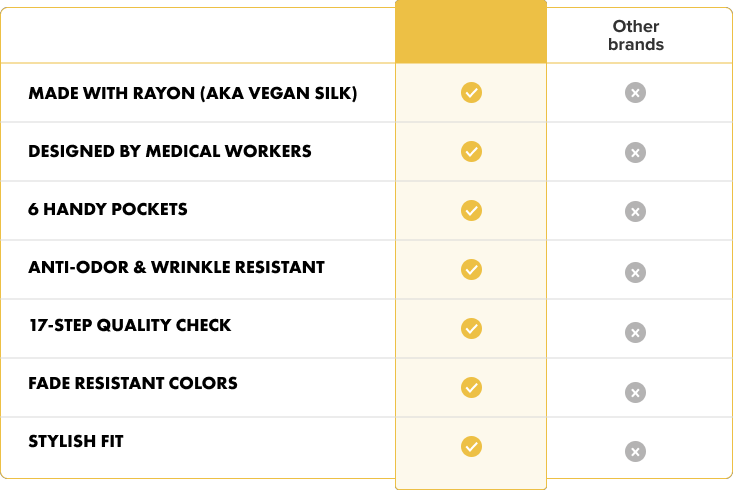 Other
brands
MADE WITH RAYON (AKA VEGAN SILK)
DESIGNED BY MEDICAL WORKERS
6 HANDY POCKETS
ANTI-ODOR & WRINKLE RESISTANT
17-STEP QUALITY CHECK
FADE RESISTANT COLORS
STYLISH FIT